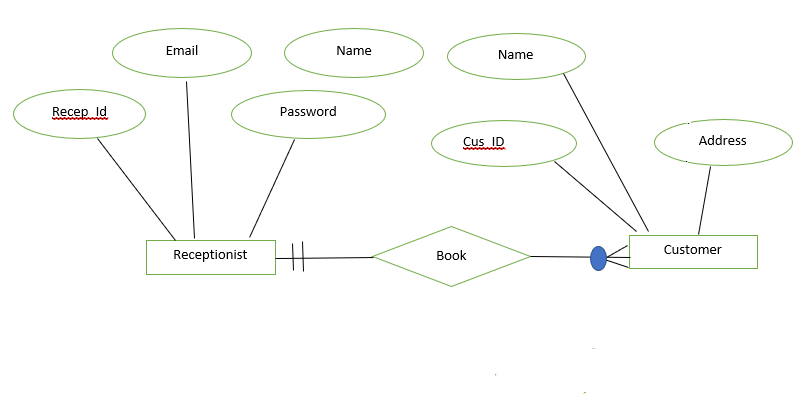 Email
Name
Name
Recep_Id
Password
Cus_ID
Address
Receptionist
Book
Customer